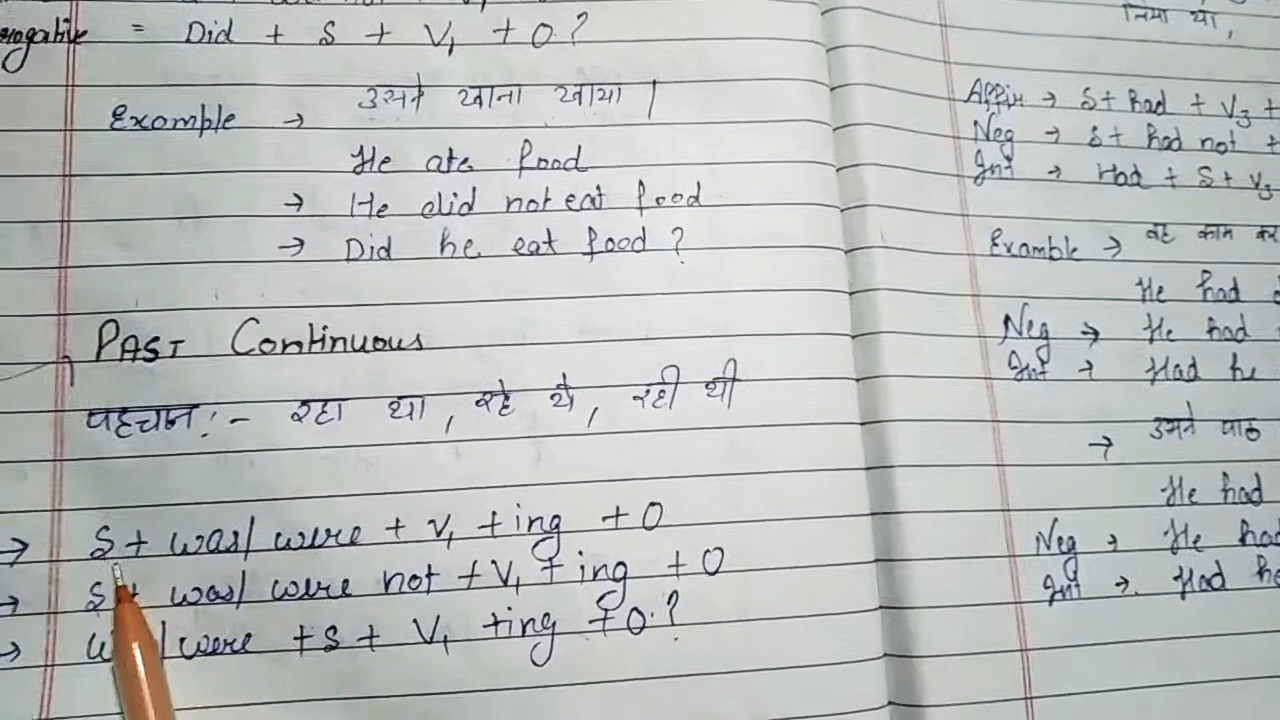 = Did + S + V1 + O ?
Example → उसने खाना खाया |
He ate food
→ He did not eat food
→ Did he eat food ?
PAST Continuous
पहचान :- रहा था , रहे थे , रही थी
→ S + was/ were + V1 + ing + O
→ S+ was/ were not + V1 + ing + O
→ /were + S + V1 +ing + O . ?
लिया था ,
→ S+ had + V3 +
Neg → S+ had not +
Int → Had + S + V3
Examble → वह काम कर
He had
Neg → He had
Int → Had he
→ उसने पाठ
He had
Neg → He had
Int → Had he